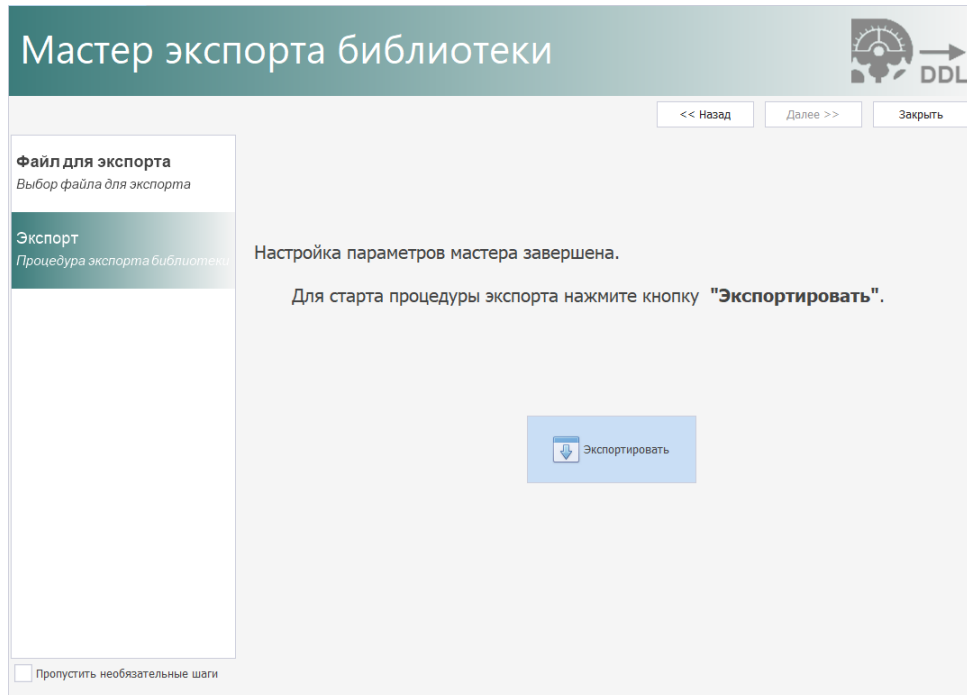 Мастер экспорта библиотеки
DDL
<< Назад
Далее >>
Закрыть
Файл для экспорта
Выбор файла для экспорта
Экспорт
Процедура экспорта библиотеки
Настройка параметров мастера завершена.
Для старта процедуры экспорта нажмите кнопку "Экспортировать".
Экспортировать
Пропустить необязательные шаги